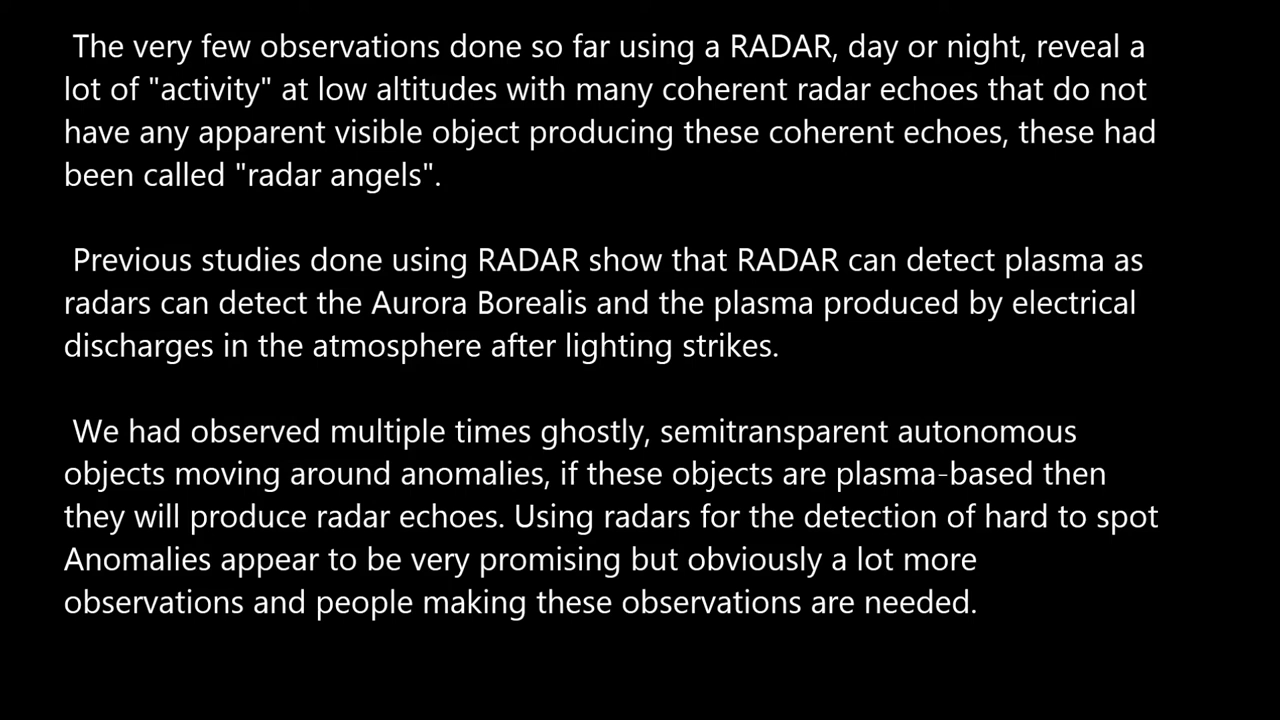 The very few observations done so far using a RADAR, day or night, reveal a
lot of "activity" at low altitudes with many coherent radar echoes that do not
have any apparent visible object producing these coherent echoes, these had
been called "radar angels".
Previous studies done using RADAR show that RADAR can detect plasma as
radars can detect the Aurora Borealis and the plasma produced by electrical
discharges in the atmosphere after lighting strikes.
We had observed multiple times ghostly, semitransparent autonomous
objects moving around anomalies, if these objects are plasma-based then
they will produce radar echoes. Using radars for the detection of hard to spot
Anomalies appear to be very promising but obviously a lot more
observations and people making these observations are needed.